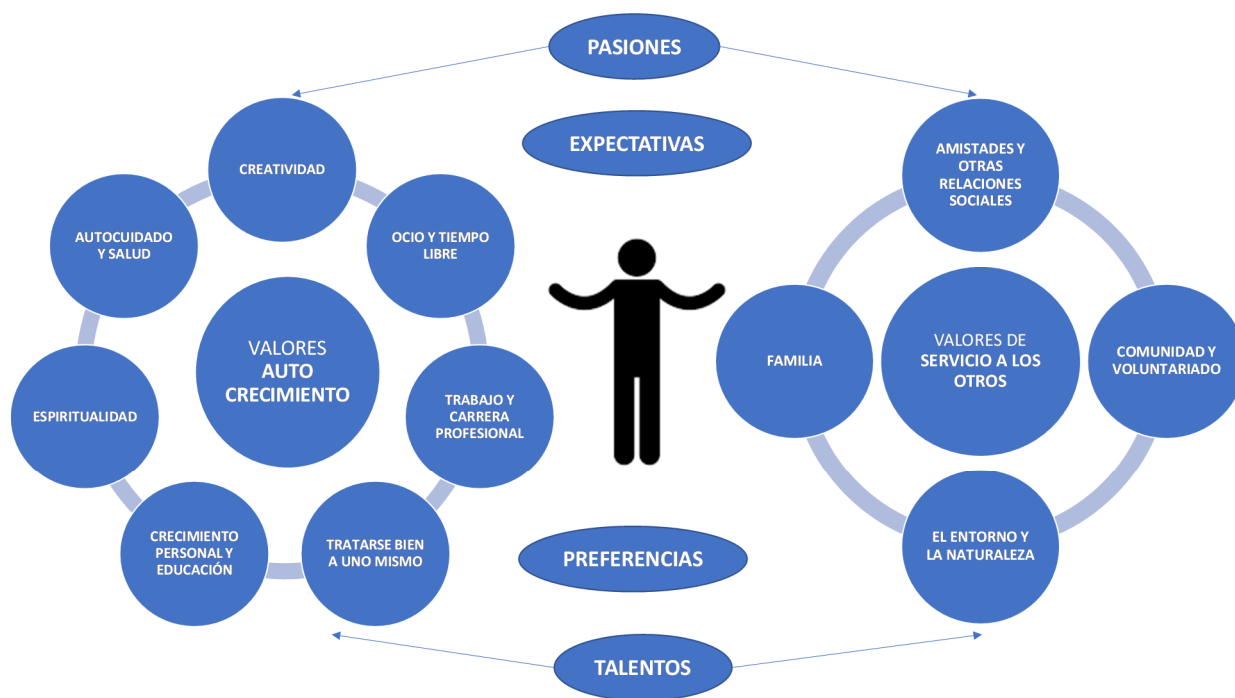 PASIONES
EXPECTATIVAS
CREATIVIDAD
AUTOCUIDADO
Y SALUD
OCIO Y TIEMPO
LIBRE
VALORES
AUTO
CRECIMIENTO
ESPIRITUALIDAD
TRABAJO Y
CARRERA
PROFESIONAL
CRECIMIENTO
PERSONAL Y
EDUCACIÓN
TRATARSE BIEN
A UNO MISMO
AMISTADES Y
OTRAS
RELACIONES
SOCIALES
FAMILIA
VALORES DE
SERVICIO A LOS
OTROS
COMUNIDAD Y
VOLUNTARIADO
EL ENTORNO Y
LA NATURALEZA
PREFERENCIAS
TALENTOS